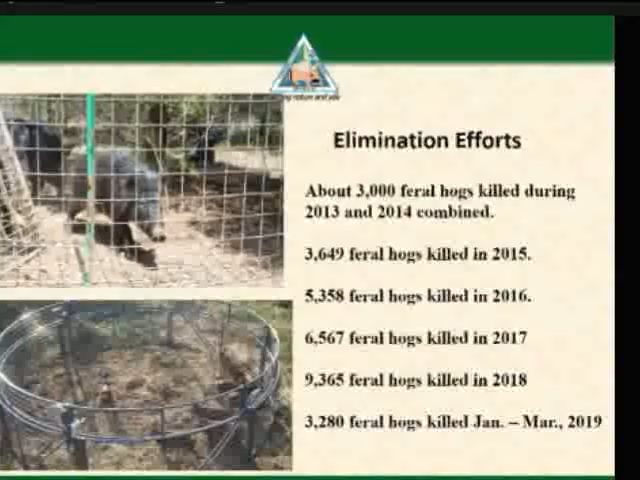 Elimination Efforts
About 3,000 feral hogs killed during
2013 and 2014 combined.
3,649 feral hogs killed in 2015.
5,358 feral hogs killed in 2016.
6,567 feral hogs killed in 2017
9,365 feral hogs killed in 2018
3,280 feral hogs killed Jan. – Mar., 2019